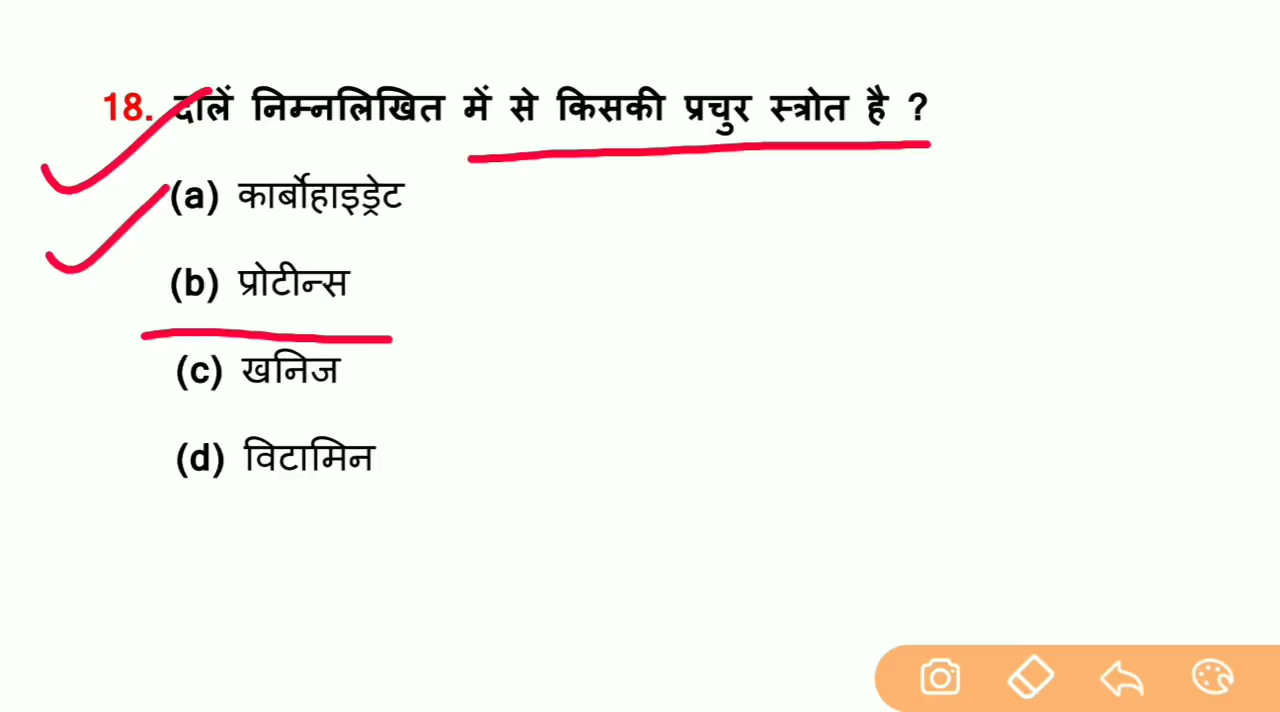 18. दालें निम्नलिखित में से किसकी प्रचुर स्त्रोत है ?
(a) कार्बोहाइड्रेट
(b) प्रोटीन्स
(c) खनिज
(d) विटामिन